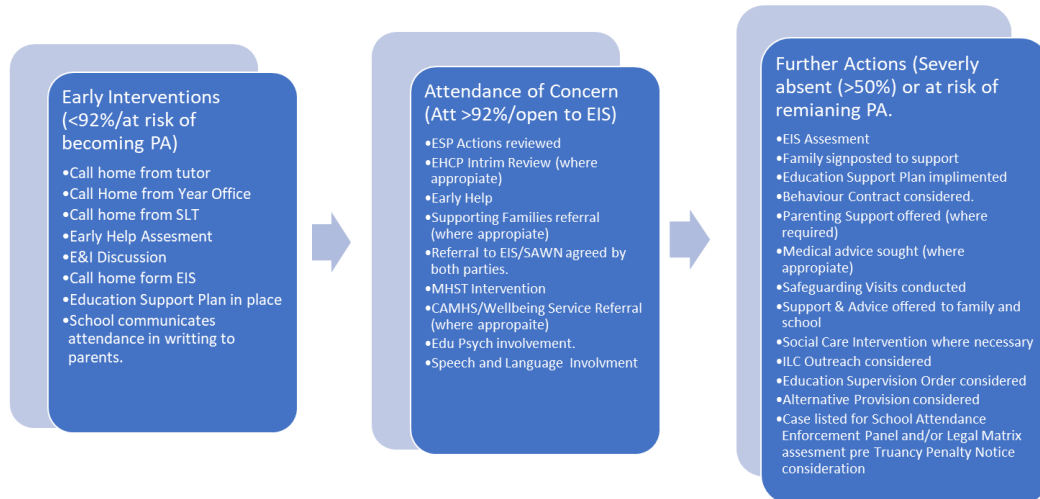 Early Interventions
(<92%/at risk of
becoming PA)
•Call home from tutor
•Call Home from Year Office
•Call home from SLT
•Early Help Assesment
•E&I Discussion
•Call home form EIS
•Education Support Plan in place
•School communicates
attendance in writting to
parents.
Attendance of Concern
(Att >92%/open to EIS)
•ESP Actions reviewed
•EHCP Intrim Review (where
appropiate)
•Early Help
•Supporting Families referral
(where appropiate)
•Referral to EIS/SAWN agreed by
both parties.
•MHST Intervention
•CAMHS/Wellbeing Service Referral
(where appropaite)
•Edu Psych involvement.
•Speech and Language Involvment
Further Actions (Severly
absent (>50%) or at risk of
remianing PA.
•EIS Assesment
•Family signposted to support
•Education Support Plan implimented
•Behaviour Contract considered.
•Parenting Support offered (where
required)
•Medical advice sought (where
appropiate)
•Safeguarding Visits conducted
•Support & Advice offered to family and
school
•Social Care Intervention where necessary
•ILC Outreach considered
•Education Supervision Order considered
•Alternative Provision considered
•Case listed for School Attendance
Enforcement Panel and/or Legal Matrix
assesment pre Truancy Penalty Notice
consideration